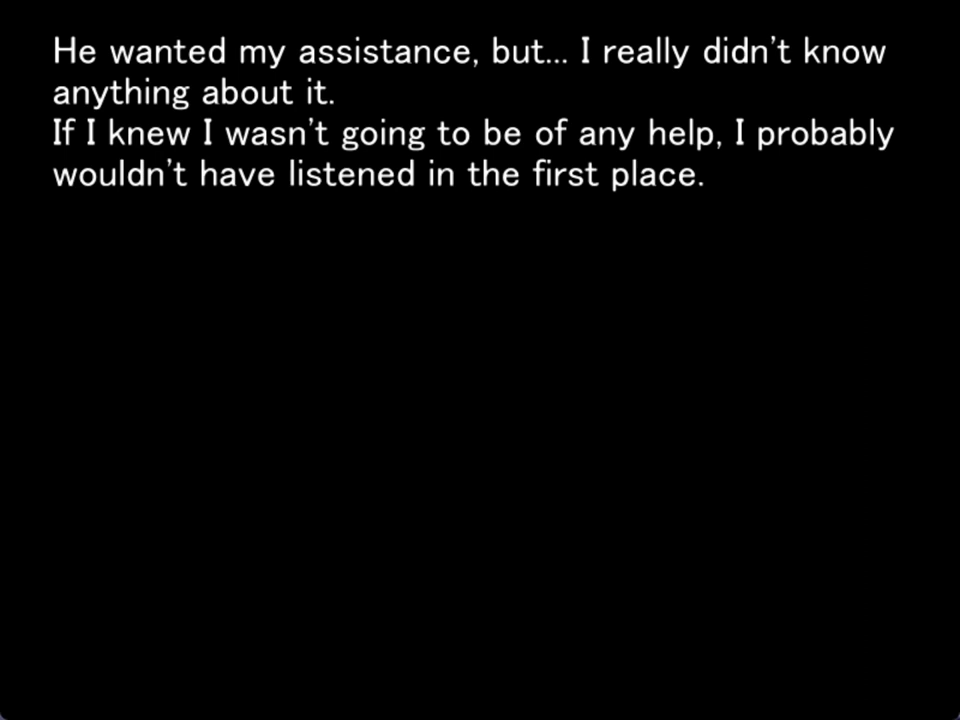 He wanted my assistance, but... I really didn't know
anything about it.
If I knew I wasn't going to be of any help, I probably
wouldn't have listened in the first place.